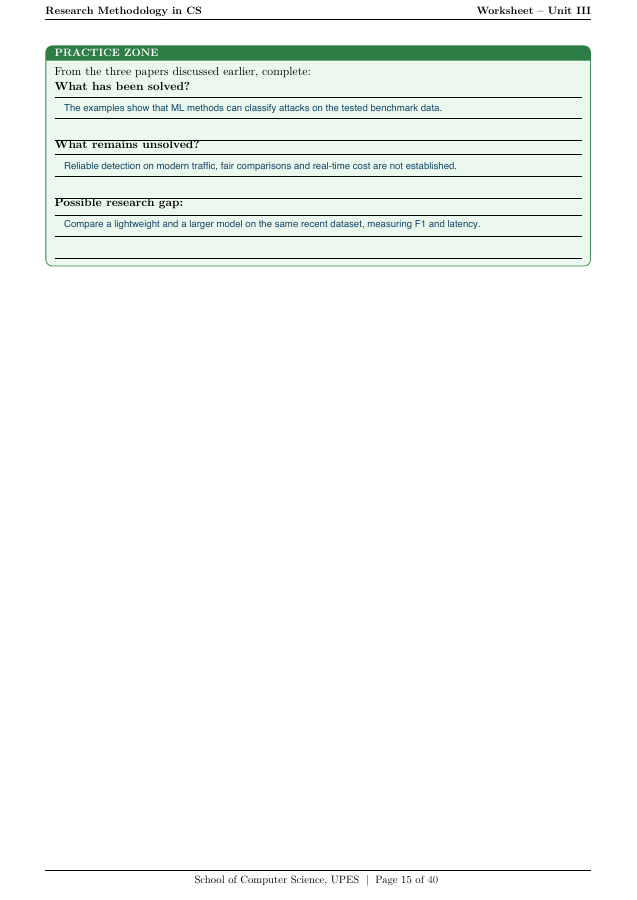 Research Methodology in CS Worksheet – Unit III
PRACTICE ZONE
From the three papers discussed earlier, complete:
What has been solved?
The examples show that ML methods can classify attacks on the tested benchmark data.
What remains unsolved?
Reliable detection on modern traffic, fair comparisons and real-time cost are not established.
Possible research gap:
Compare a lightweight and a larger model on the same recent dataset, measuring F1 and latency.
School of Computer Science, UPES | Page 15 of 40